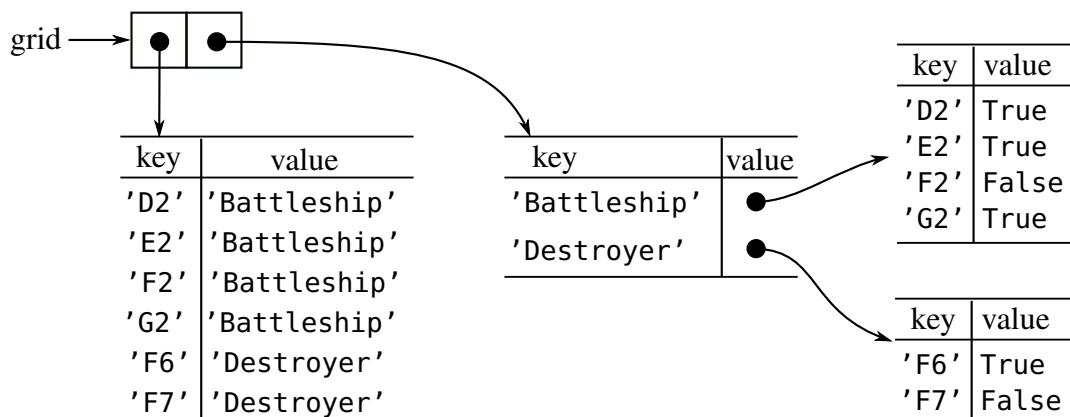 grid
key value
’D2’ ’Battleship’
’E2’ ’Battleship’
’F2’ ’Battleship’
’G2’ ’Battleship’
’F6’ ’Destroyer’
’F7’ ’Destroyer’
key value
’Battleship’
’Destroyer’
key value
’D2’ True
’E2’ True
’F2’ False
’G2’ True
key value
’F6’ True
’F7’ False